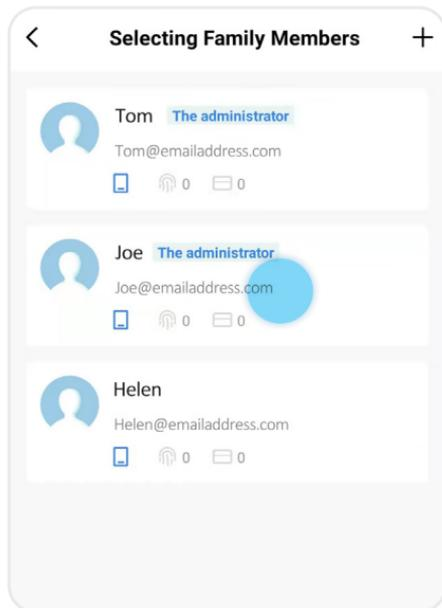 Selecting Family Members
Tom The administrator
Tom@emailaddress.com
0 0
Joe The administrator
Joe@emailaddress.com
0 0
Helen
Helen@emailaddress.com
0 0